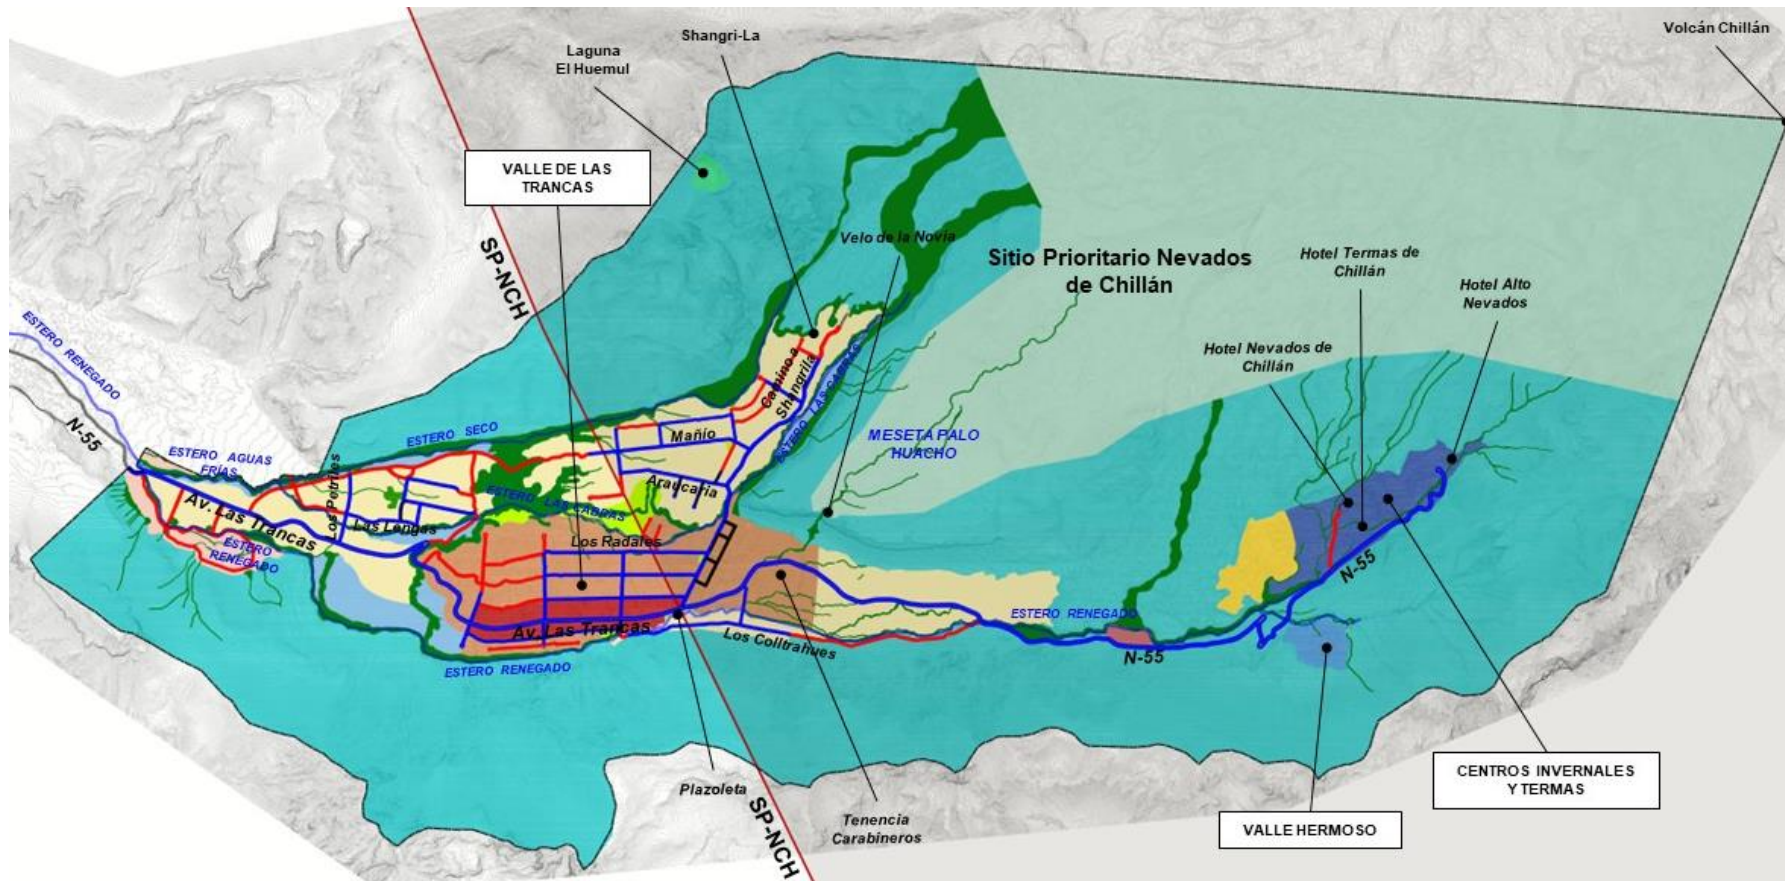 Volcán Chillán
Shangri-La
Laguna
El Huemul
VALLE DE LAS
TRANCAS
SP-NCH
Velo de la Novia
Sitio Prioritario Nevados
de Chillán
Hotel Termas de
Chillán
Hotel Alto
Nevados
Hotel Nevados de
Chillán
ESTERO RENEGADO
N-55
Camino a
Shangrila
ESTERO LAS CABRAS
ESTERO SECO
Mañio
MESETA PALO
HUACHO
ESTERO AGUAS
FRÍAS
Los Petriles
Araucaria
ESTERO LAS CABRAS
Av. Las Trancas
Las Lengas
Los Radales
ESTERO
RENEGADO
N-55
ESTERO RENEGADO
Av. Las Trancas
Los Colltrahues
N-55
ESTERO RENEGADO
Plazoleta
SP-NCH
Tenencia
Carabineros
CENTROS INVERNALES
Y TERMAS
VALLE HERMOSO